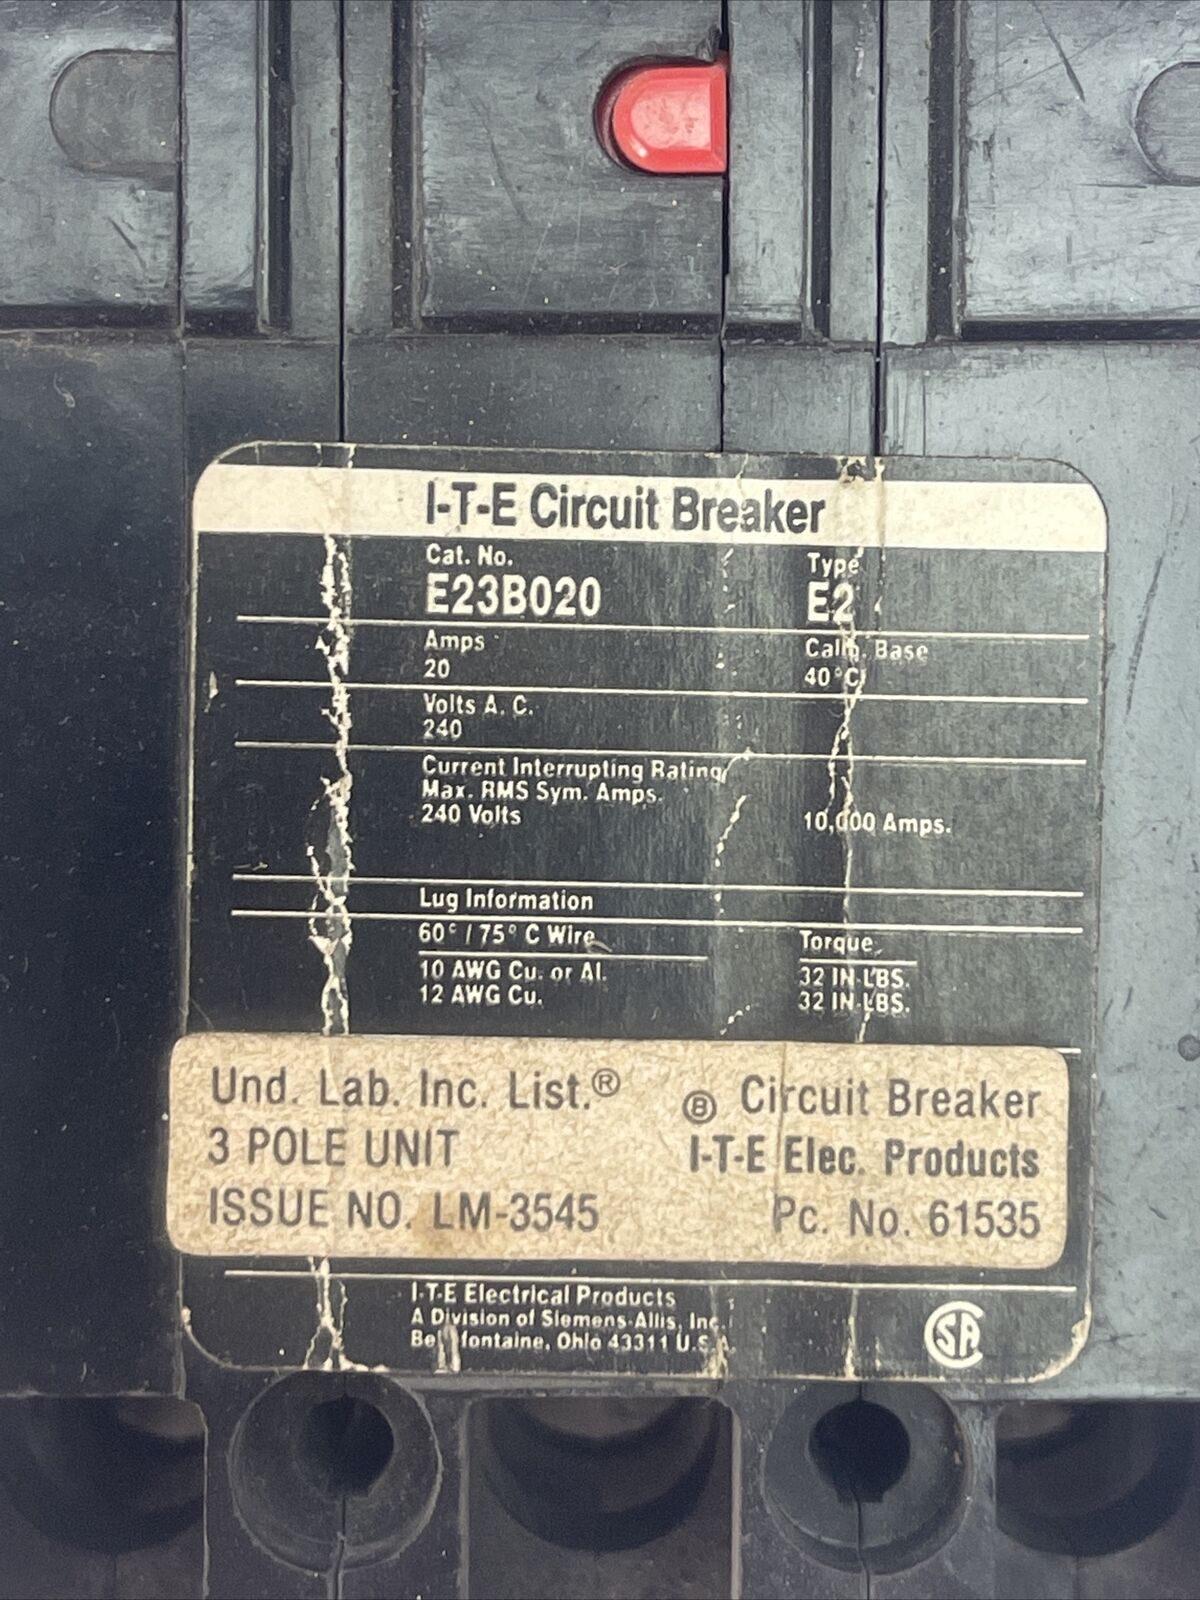 I-T-E Circuit Breaker
Cat. No. Type
E23B020 E2
Amps Calib. Base
20 40°C
Volts A. C.
240
Current Interrupting Rating
Max. RMS Sym. Amps.
240 Volts 10,000 Amps.
Lug Information
60° / 75° C Wire Torque
10 AWG Cu. or Al. 32 IN-LBS.
12 AWG Cu. 32 IN-LBS.
Und. Lab. Inc. List.® Ⓑ Circuit Breaker
3 POLE UNIT I-T-E Elec. Products
ISSUE NO. LM-3545 Pc. No. 61535
I-T-E Electrical Products
A Division of Siemens-Allis, Inc.
Bellefontaine, Ohio 43311 U.S.A.
SA